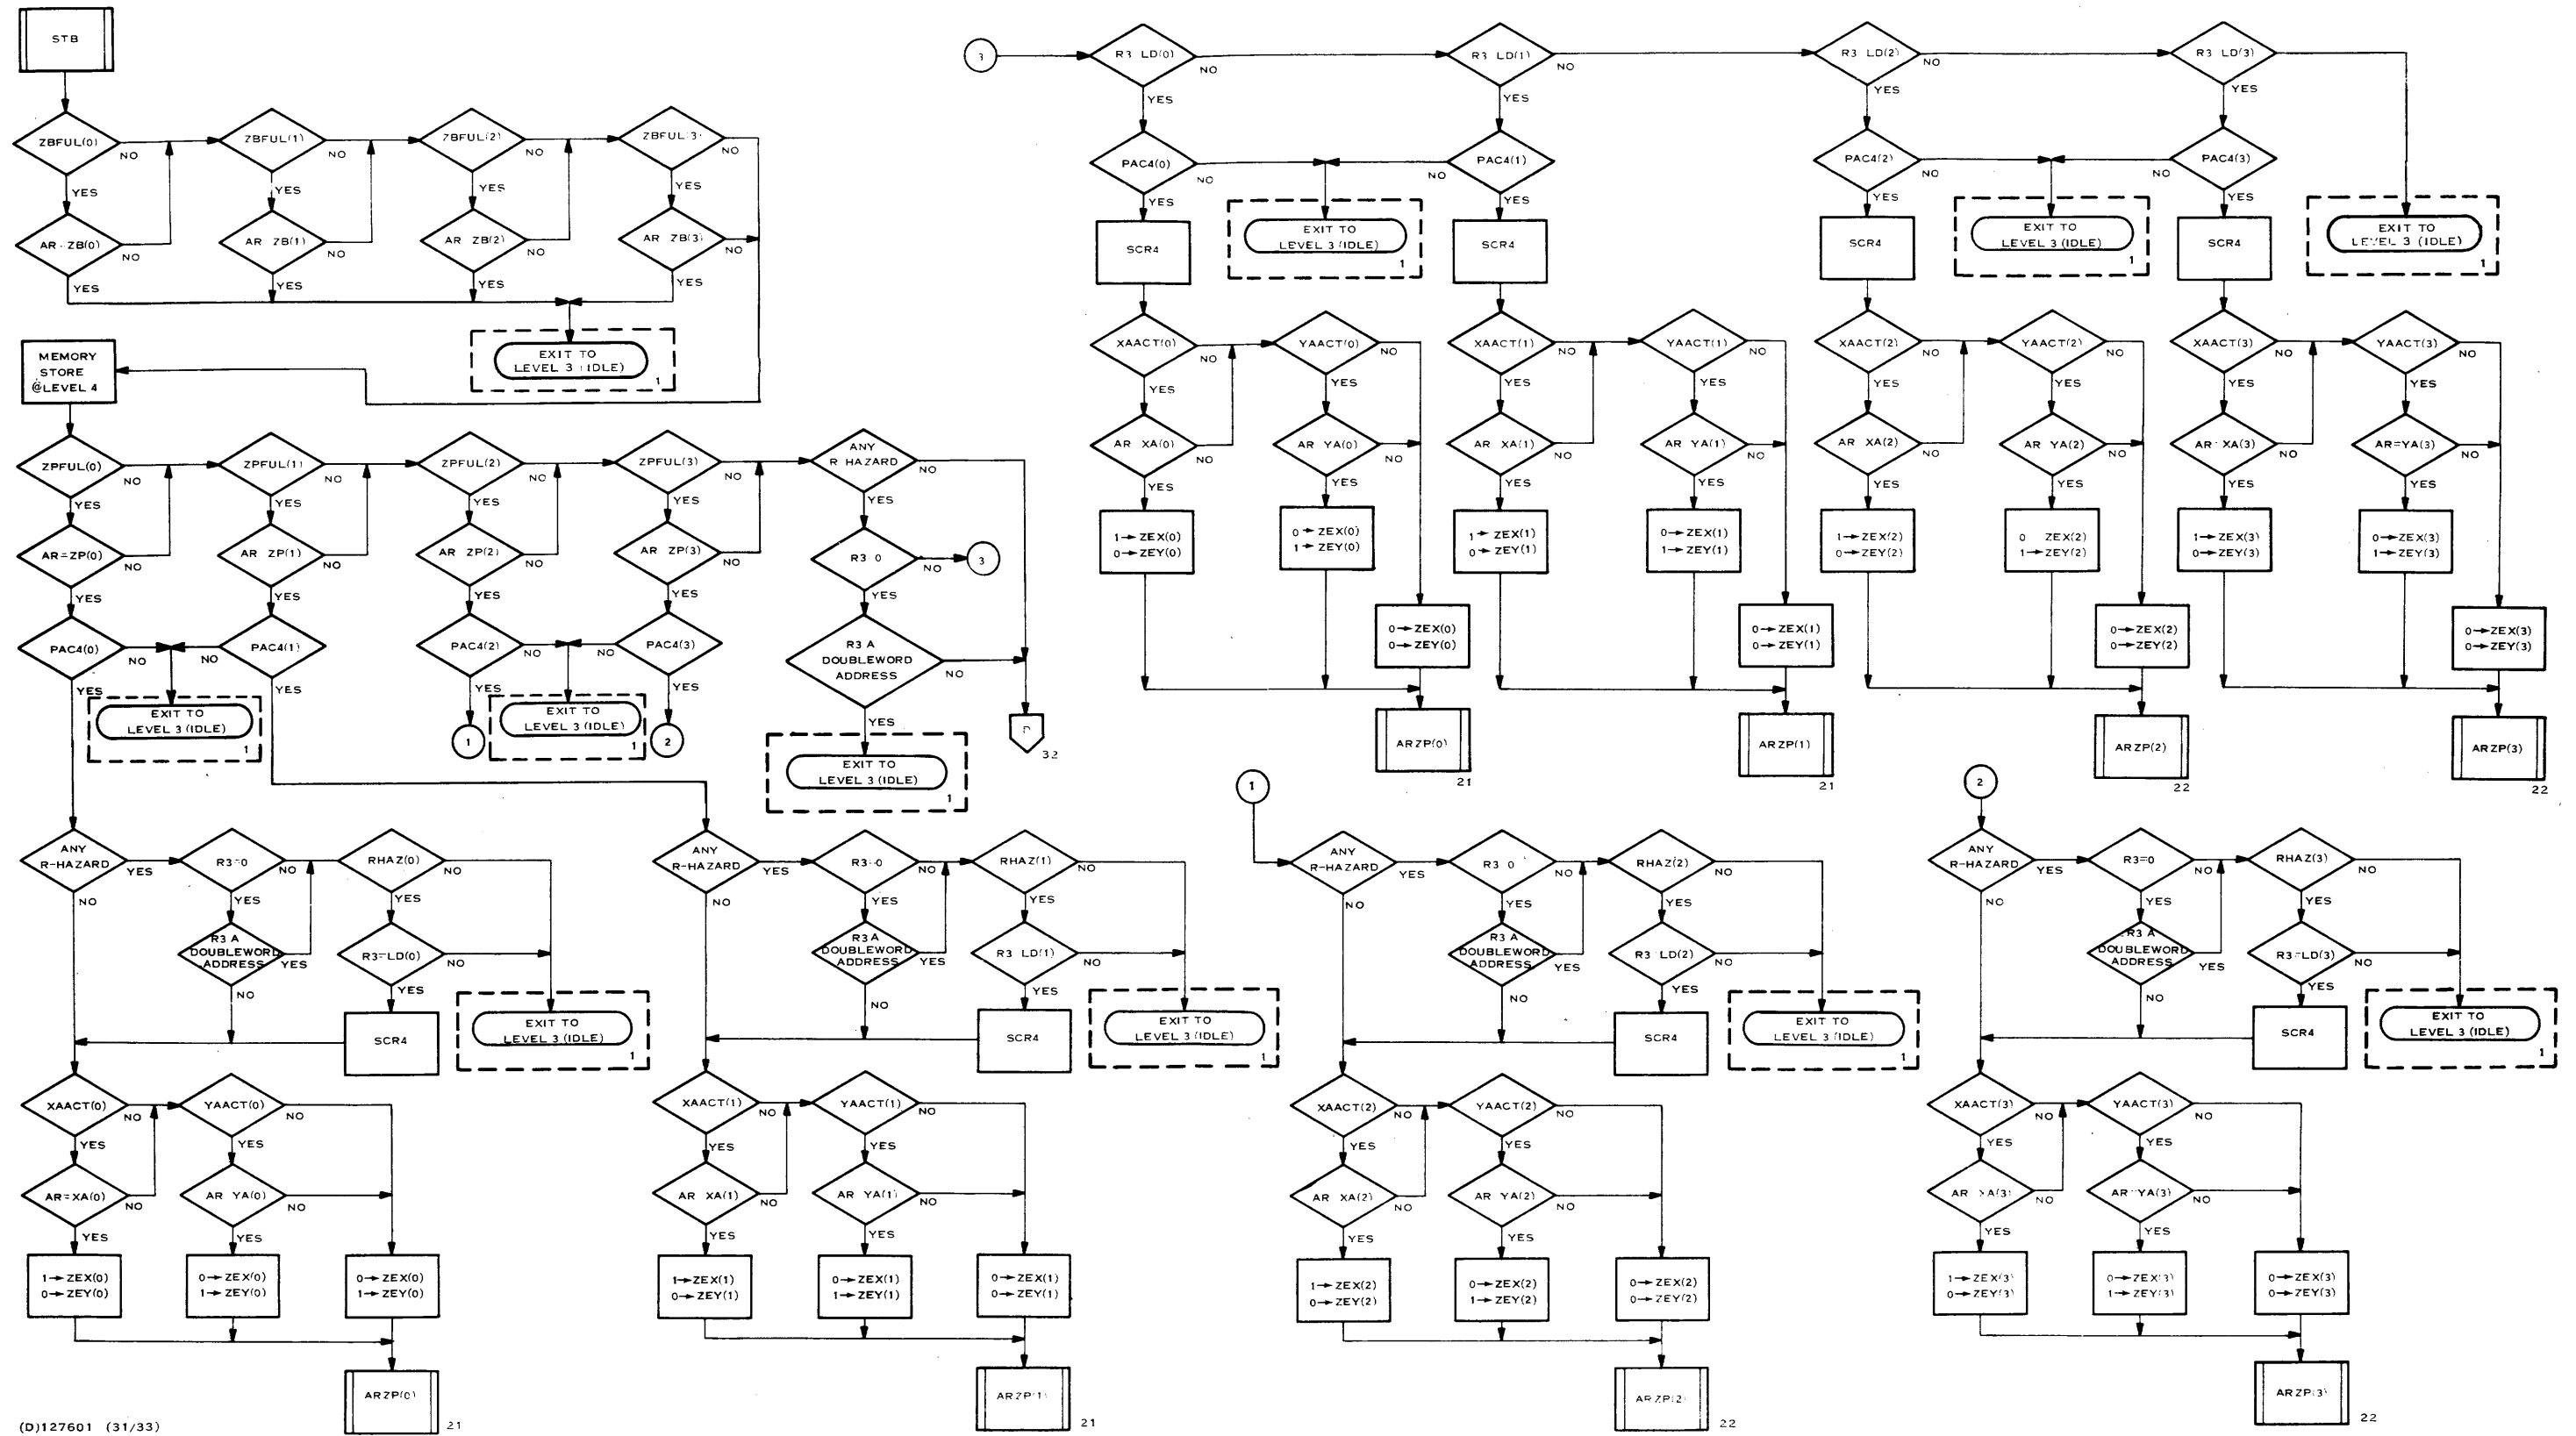 STB
ZBFUL(0)
NO
YES
AR=ZB(0)
NO
YES
ZBFUL(1)
NO
YES
AR ZB(1)
NO
YES
ZBFUL(2)
NO
YES
AR ZB(2)
NO
YES
ZBFUL(3)
NO
YES
AR ZB(3)
NO
YES
EXIT TO
LEVEL 3 (IDLE)
1
MEMORY
STORE
@LEVEL 4
ZPFUL(0)
NO
YES
AR=ZP(0)
NO
YES
PAC4(0)
NO
YES
ZPFUL(1)
NO
YES
AR ZP(1)
NO
YES
PAC4(1)
NO
YES
EXIT TO
LEVEL 3 (IDLE)
1
ZPFUL(2)
NO
YES
AR ZP(2)
NO
YES
PAC4(2)
NO
YES
1
ZPFUL(3)
NO
YES
AR ZP(3)
NO
YES
PAC4(3)
NO
YES
2
EXIT TO
LEVEL 3 (IDLE)
1
ANY
R HAZARD
NO
YES
R3 0
NO
3
YES
R3 A
DOUBLEWORD
ADDRESS
NO
YES
EXIT TO
LEVEL 3 (IDLE)
1
32
3
R3 LD(0)
NO
YES
PAC4(0)
NO
YES
SCR4
R3 LD(1)
NO
YES
PAC4(1)
NO
YES
SCR4
EXIT TO
LEVEL 3 (IDLE)
1
R3 LD(2)
NO
YES
PAC4(2)
NO
YES
SCR4
R3 LD(3)
YES
PAC4(3)
NO
YES
SCR4
EXIT TO
LEVEL 3 (IDLE)
1
EXIT TO
LEVEL 3 (IDLE)
1
XAACT(0)
NO
YES
AR XA(0)
NO
YES
1→ZEX(0)
0→ZEY(0)
YAACT(0)
NO
YES
AR YA(0)
NO
YES
0→ZEX(0)
1→ZEY(0)
0→ZEX(0)
0→ZEY(0)
ARZP(0)
21
XAACT(1)
NO
YES
AR XA(1)
NO
YES
1→ZEX(1)
0→ZEY(1)
YAACT(1)
NO
YES
AR YA(1)
NO
YES
0→ZEX(1)
1→ZEY(1)
0→ZEX(1)
0→ZEY(1)
ARZP(1)
21
XAACT(2)
NO
YES
AR XA(2)
NO
YES
1→ZEX(2)
0→ZEY(2)
YAACT(2)
NO
YES
AR YA(2)
NO
YES
0 ZEX(2)
1→ZEY(2)
0→ZEX(2)
0→ZEY(2)
ARZP(2)
22
XAACT(3)
NO
YES
AR XA(3)
NO
YES
1→ZEX(3)
0→ZEY(3)
YAACT(3)
NO
YES
AR=YA(3)
NO
YES
0→ZEX(3)
1→ZEY(3)
0→ZEX(3)
0→ZEY(3)
ARZP(3)
22
ANY
R-HAZARD
YES
NO
R3=0
NO
YES
R3 A
DOUBLEWORD
ADDRESS
YES
NO
RHAZ(0)
NO
YES
R3=LD(0)
NO
YES
SCR4
EXIT TO
LEVEL 3 (IDLE)
1
XAACT(0)
NO
YES
AR=XA(0)
NO
YES
1→ZEX(0)
0→ZEY(0)
YAACT(0)
NO
YES
AR YA(0)
NO
YES
0→ZEX(0)
1→ZEY(0)
0→ZEX(0)
1→ZEY(0)
ARZP(0)
21
ANY
R-HAZARD
YES
NO
R3=0
NO
YES
R3 A
DOUBLEWORD
ADDRESS
YES
NO
RHAZ(1)
NO
YES
R3 LD(1)
NO
YES
SCR4
EXIT TO
LEVEL 3 (IDLE)
1
XAACT(1)
NO
YES
AR XA(1)
NO
YES
1→ZEX(1)
0→ZEY(1)
YAACT(1)
NO
YES
AR YA(1)
NO
YES
0→ZEX(1)
1→ZEY(1)
0→ZEX(1)
0→ZEY(1)
ARZP(1)
21
1
ANY
R-HAZARD
YES
NO
R3 0
NO
YES
R3 A
DOUBLEWORD
ADDRESS
YES
NO
RHAZ(2)
NO
YES
R3 LD(2)
NO
YES
SCR4
EXIT TO
LEVEL 3 (IDLE)
1
XAACT(2)
NO
YES
AR XA(2)
NO
YES
1→ZEX(2)
0→ZEY(2)
YAACT(2)
NO
YES
AR YA(2)
NO
YES
0→ZEX(2)
1→ZEY(2)
0→ZEX(2)
0→ZEY(2)
ARZP(2)
22
2
ANY
R-HAZARD
YES
NO
R3=0
NO
YES
R3 A
DOUBLEWORD
ADDRESS
YES
NO
RHAZ(3)
NO
YES
R3=LD(3)
NO
YES
SCR4
EXIT TO
LEVEL 3 (IDLE)
1
XAACT(3)
NO
YES
AR XA(3)
NO
YES
1→ZEX(3)
0→ZEY(3)
YAACT(3)
NO
YES
AR YA(3)
NO
YES
0→ZEX(3)
1→ZEY(3)
0→ZEX(3)
0→ZEY(3)
ARZP(3)
22
(D)127601 (31/33)